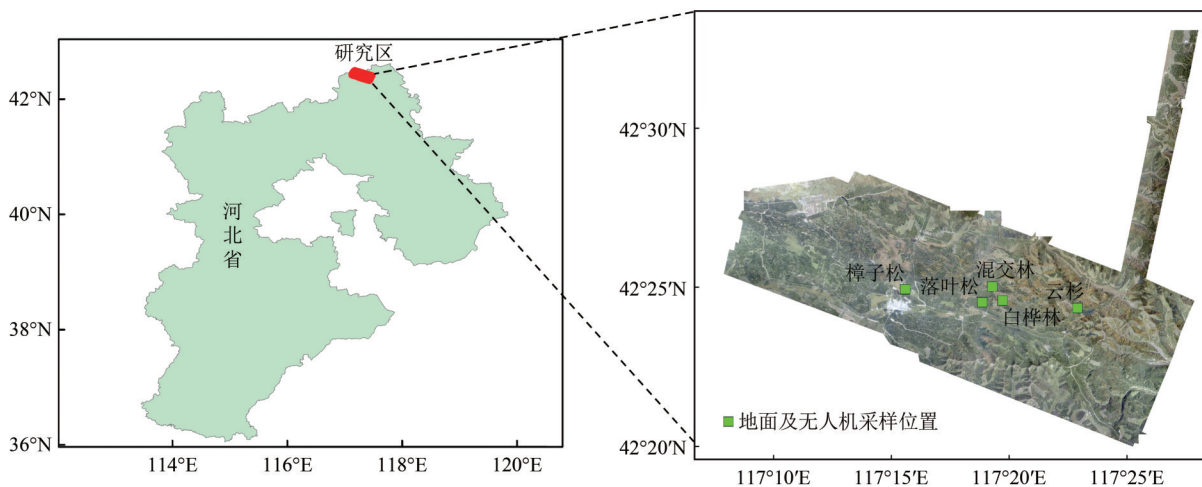 研究区
42°N
40°N
38°N
36°N
河北省
114°E
116°E
118°E
120°E
42°30′N
42°25′N
42°20′N
樟子松
落叶松
混交林
白桦林
云杉
地面及无人机采样位置
117°10′E
117°15′E
117°20′E
117°25′E